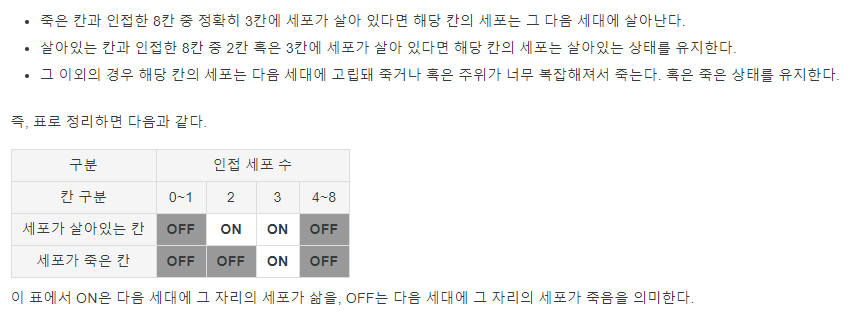 죽은 칸과 인접한 8칸 중 정확히 3칸에 세포가 살아 있다면 해당 칸의 세포는 그 다음 세대에 살아난다.
살아있는 칸과 인접한 8칸 중 2칸 혹은 3칸에 세포가 살아 있다면 해당 칸의 세포는 살아있는 상태를 유지한다.
그 이외의 경우 해당 칸의 세포는 다음 세대에 고립돼 죽거나 혹은 주위가 너무 복잡해져서 죽는다. 혹은 죽은 상태를 유지한다.
즉, 표로 정리하면 다음과 같다.
구분 인접 세포 수
칸 구분 0~1 2 3 4~8
세포가 살아있는 칸 OFF ON ON OFF
세포가 죽은 칸 OFF OFF ON OFF
이 표에서 ON은 다음 세대에 그 자리의 세포가 삶을, OFF는 다음 세대에 그 자리의 세포가 죽음을 의미한다.